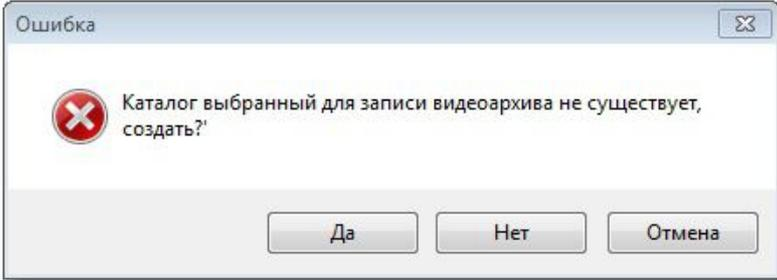 Ошибка
Каталог выбранный для записи видеоархива не существует,
создать?'
Да Нет Отмена